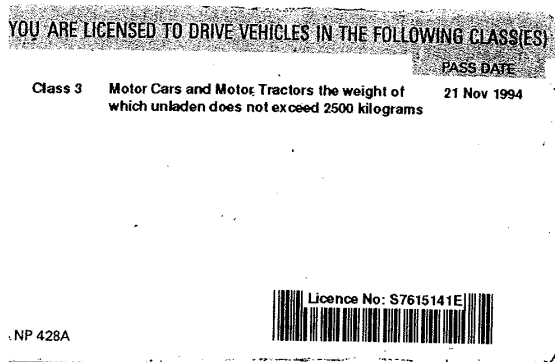 YOU ARE LICENSED TO DRIVE VEHICLES IN THE FOLLOWING CLASS(ES)
PASS DATE
Class 3 Motor Cars and Motor Tractors the weight of 21 Nov 1994
which unladen does not exceed 2500 kilograms
Licence No: S7615141E
NP 428A